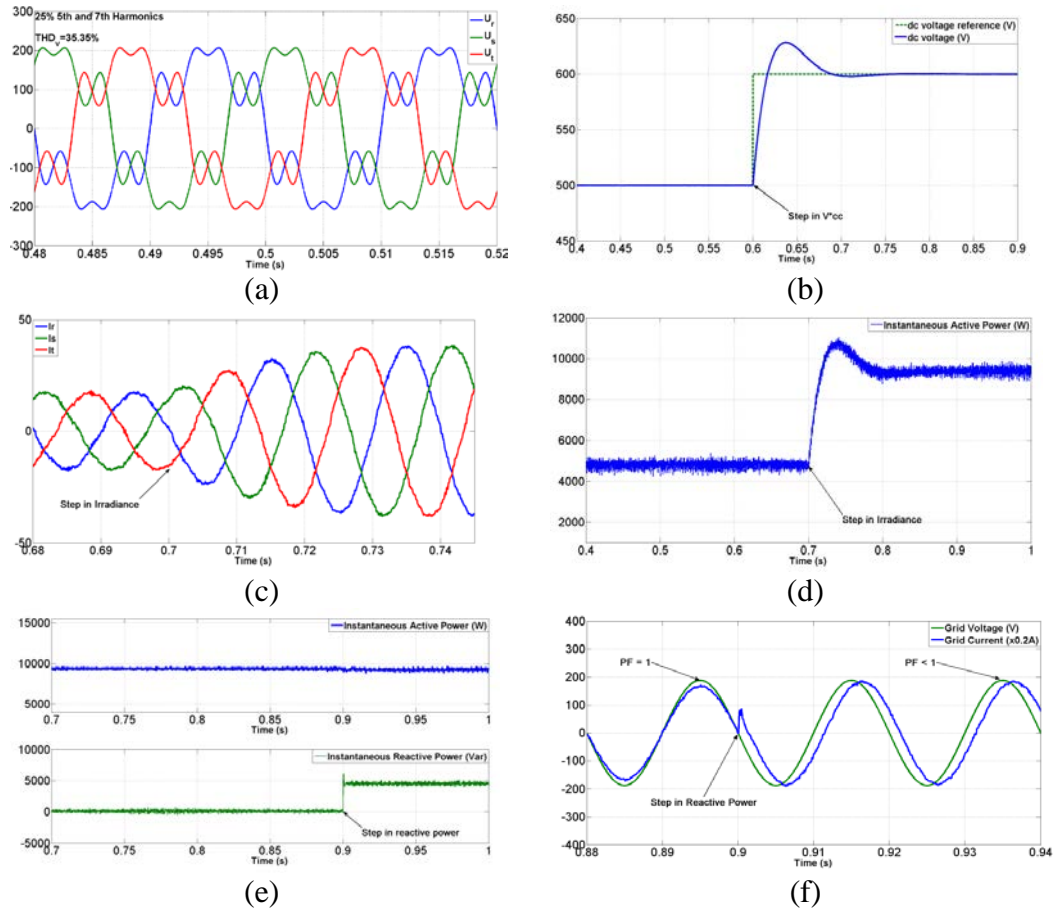 25% 5th and 7th Harmonics
THD_v=35.35%
U_r
U_s
U_t
300
200
100
0
-100
-200
-300
0.48 0.485 0.49 0.495 0.5 0.505 0.51 0.515 0.52
Time (s)
(a)
dc voltage reference (V)
dc voltage (V)
650
600
550
500
450
Step in V*cc
0.4 0.45 0.5 0.55 0.6 0.65 0.7 0.75 0.8 0.85 0.9
Time (s)
(b)
Ir
Is
It
50
0
-50
Step in Irradiance
0.68 0.69 0.7 0.71 0.72 0.73 0.74
Time (s)
(c)
Instantaneous Active Power (W)
12000
10000
8000
6000
4000
2000
Step in Irradiance
0.4 0.5 0.6 0.7 0.8 0.9 1
Time (s)
(d)
Instantaneous Active Power (W)
15000
10000
5000
0.7 0.75 0.8 0.85 0.9 0.95 1
Instantaneous Reactive Power (Var)
10000
5000
0
-5000
Step in reactive power
0.7 0.75 0.8 0.85 0.9 0.95 1
Time (s)
(e)
Grid Voltage (V)
Grid Current (x0.2A)
400
300
200
100
0
-100
-200
-300
-400
PF = 1
PF < 1
Step in Reactive Power
0.88 0.89 0.9 0.91 0.92 0.93 0.94
Time (s)
(f)